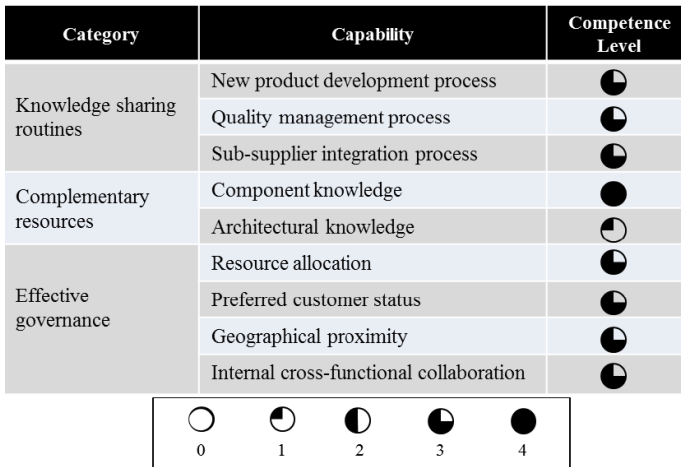 Category Capability Competence Level
Knowledge sharing routines
New product development process
Quality management process
Sub-supplier integration process
Complementary resources
Component knowledge
Architectural knowledge
Effective governance
Resource allocation
Preferred customer status
Geographical proximity
Internal cross-functional collaboration
0 1 2 3 4